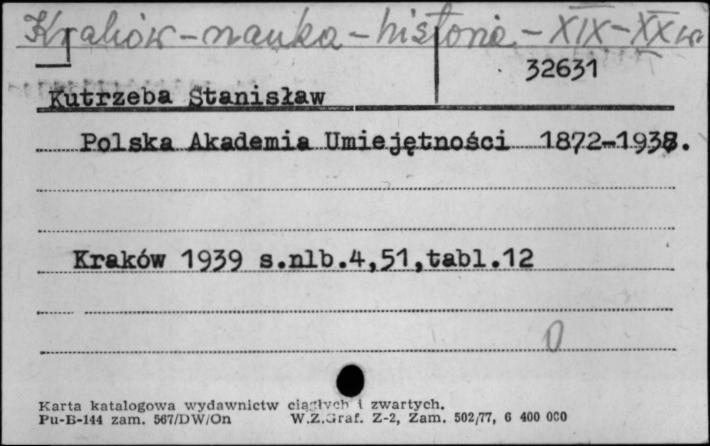 Kraków - nauka - historia - XIX-XX w.
32631
Kutrzeba Stanisław
Polska Akademia Umiejętności 1872-1938.
Kraków 1939 s.nlb.4,51,tabl.12
0
Karta katalogowa wydawnictw ciągłych i zwartych.
Pu-B-144 zam. 567/DW/On W.Z.Graf. Z-2, Zam. 502/77, 6 400 000